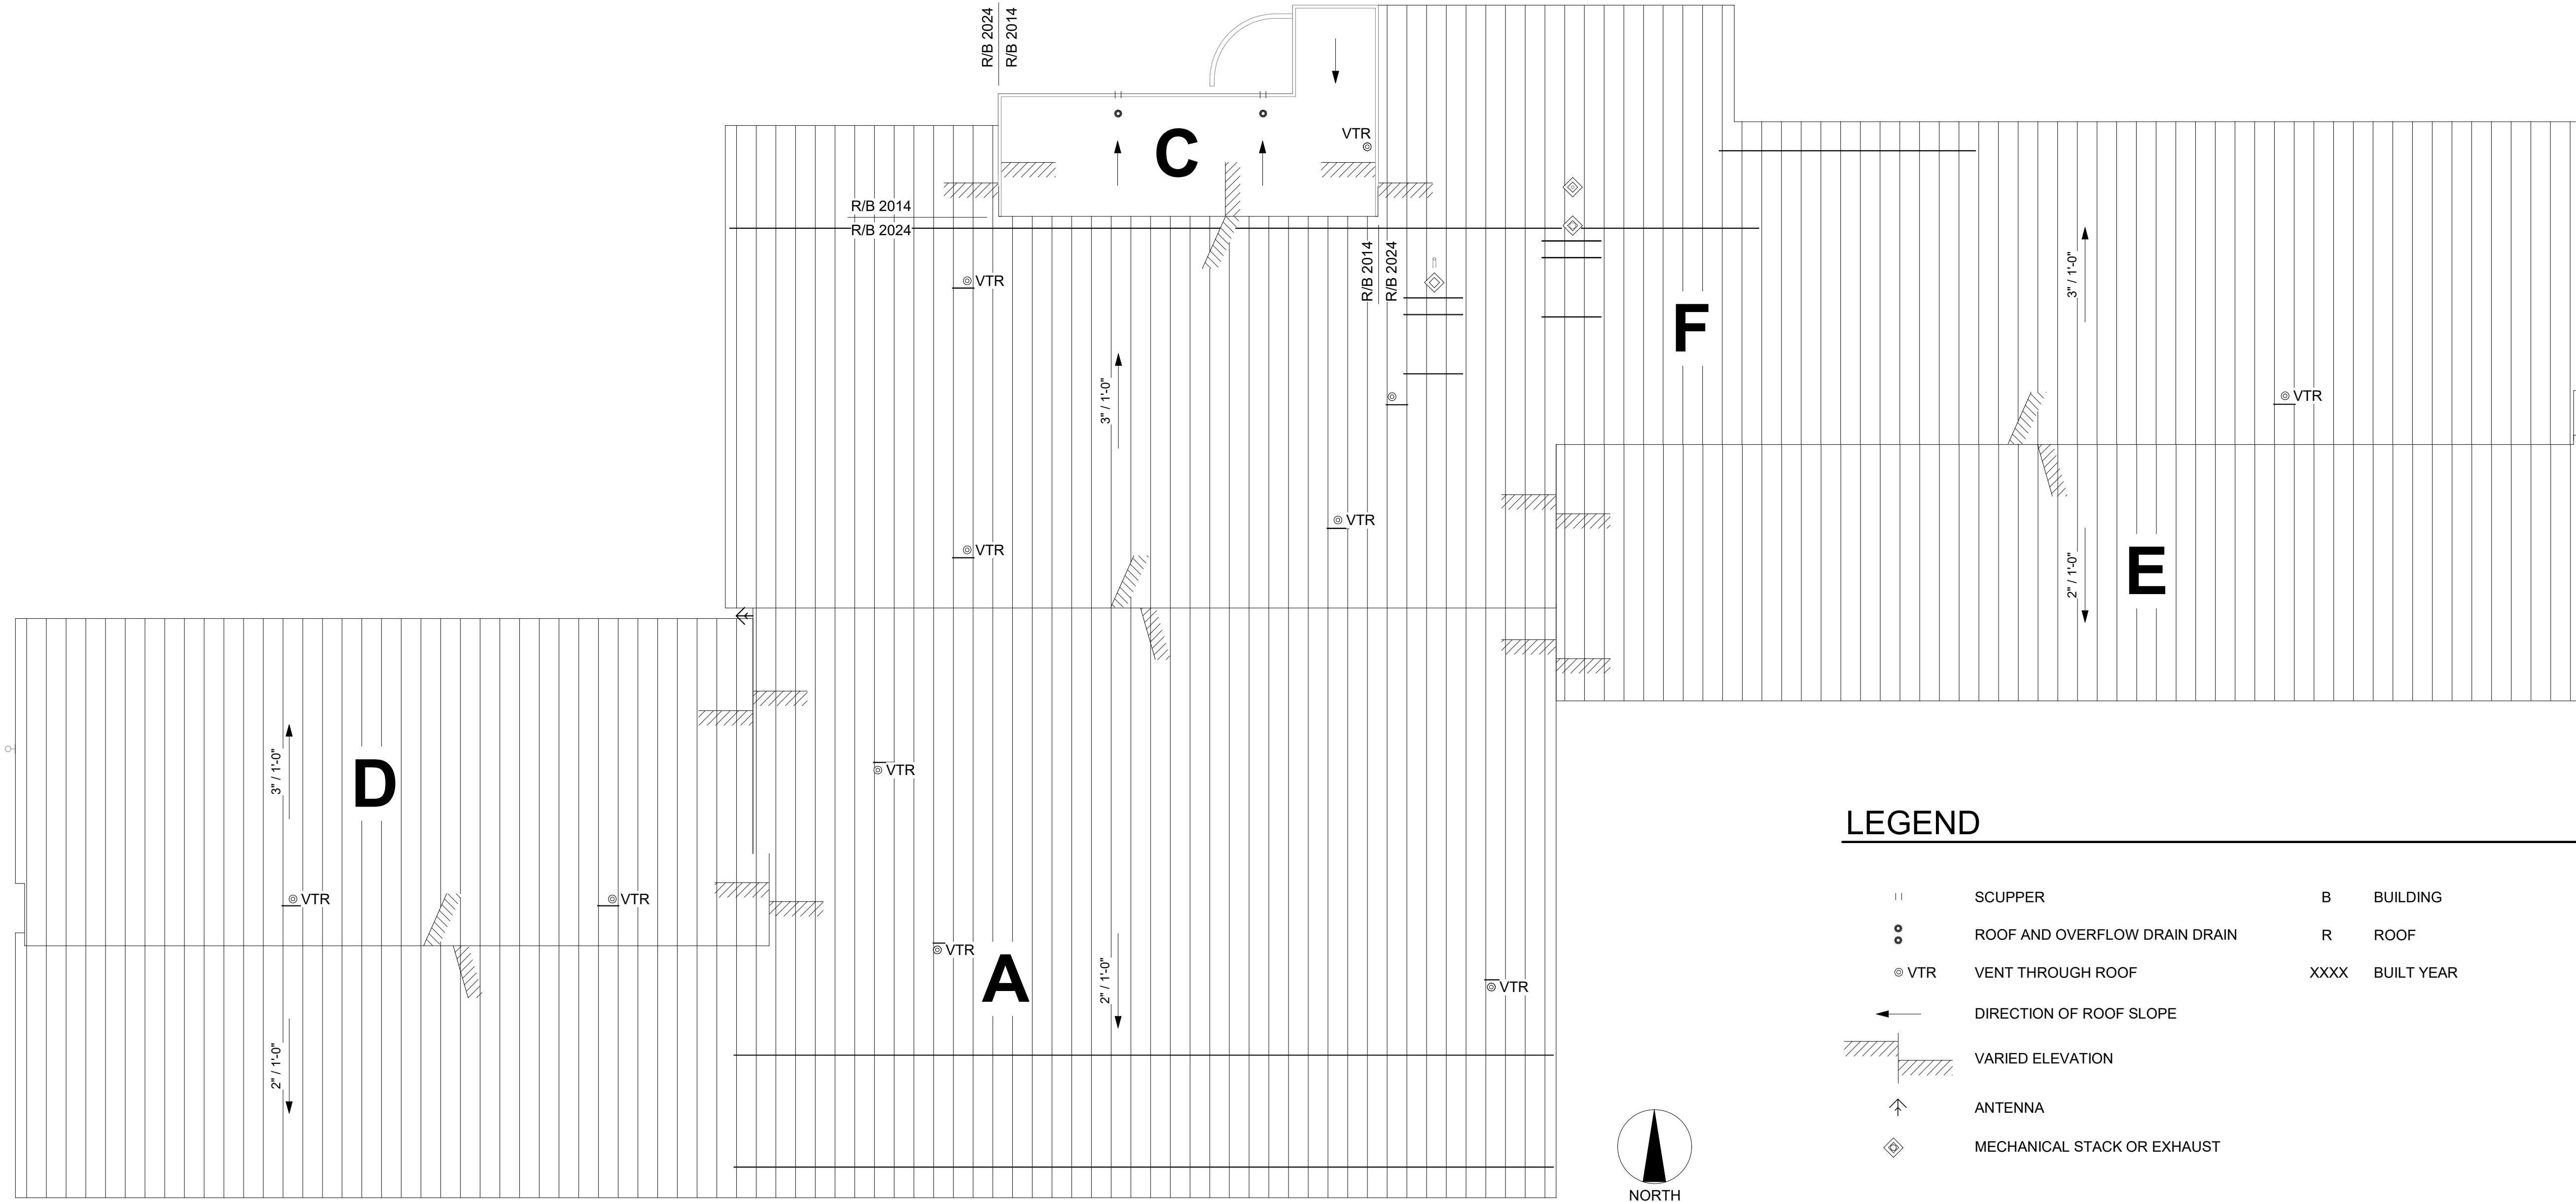 R/B 2024
R/B 2014
C
VTR
R/B 2014
R/B 2024
R/B 2014
R/B 2024
VTR
F
3" / 1'-0"
3" / 1'-0"
VTR
VTR
VTR
E
2" / 1'-0"
D
3" / 1'-0"
VTR
VTR
VTR
VTR
A
2" / 1'-0"
VTR
2" / 1'-0"
NORTH
LEGEND
SCUPPER
B BUILDING
ROOF AND OVERFLOW DRAIN DRAIN
R ROOF
VTR VENT THROUGH ROOF
XXXX BUILT YEAR
DIRECTION OF ROOF SLOPE
VARIED ELEVATION
ANTENNA
MECHANICAL STACK OR EXHAUST